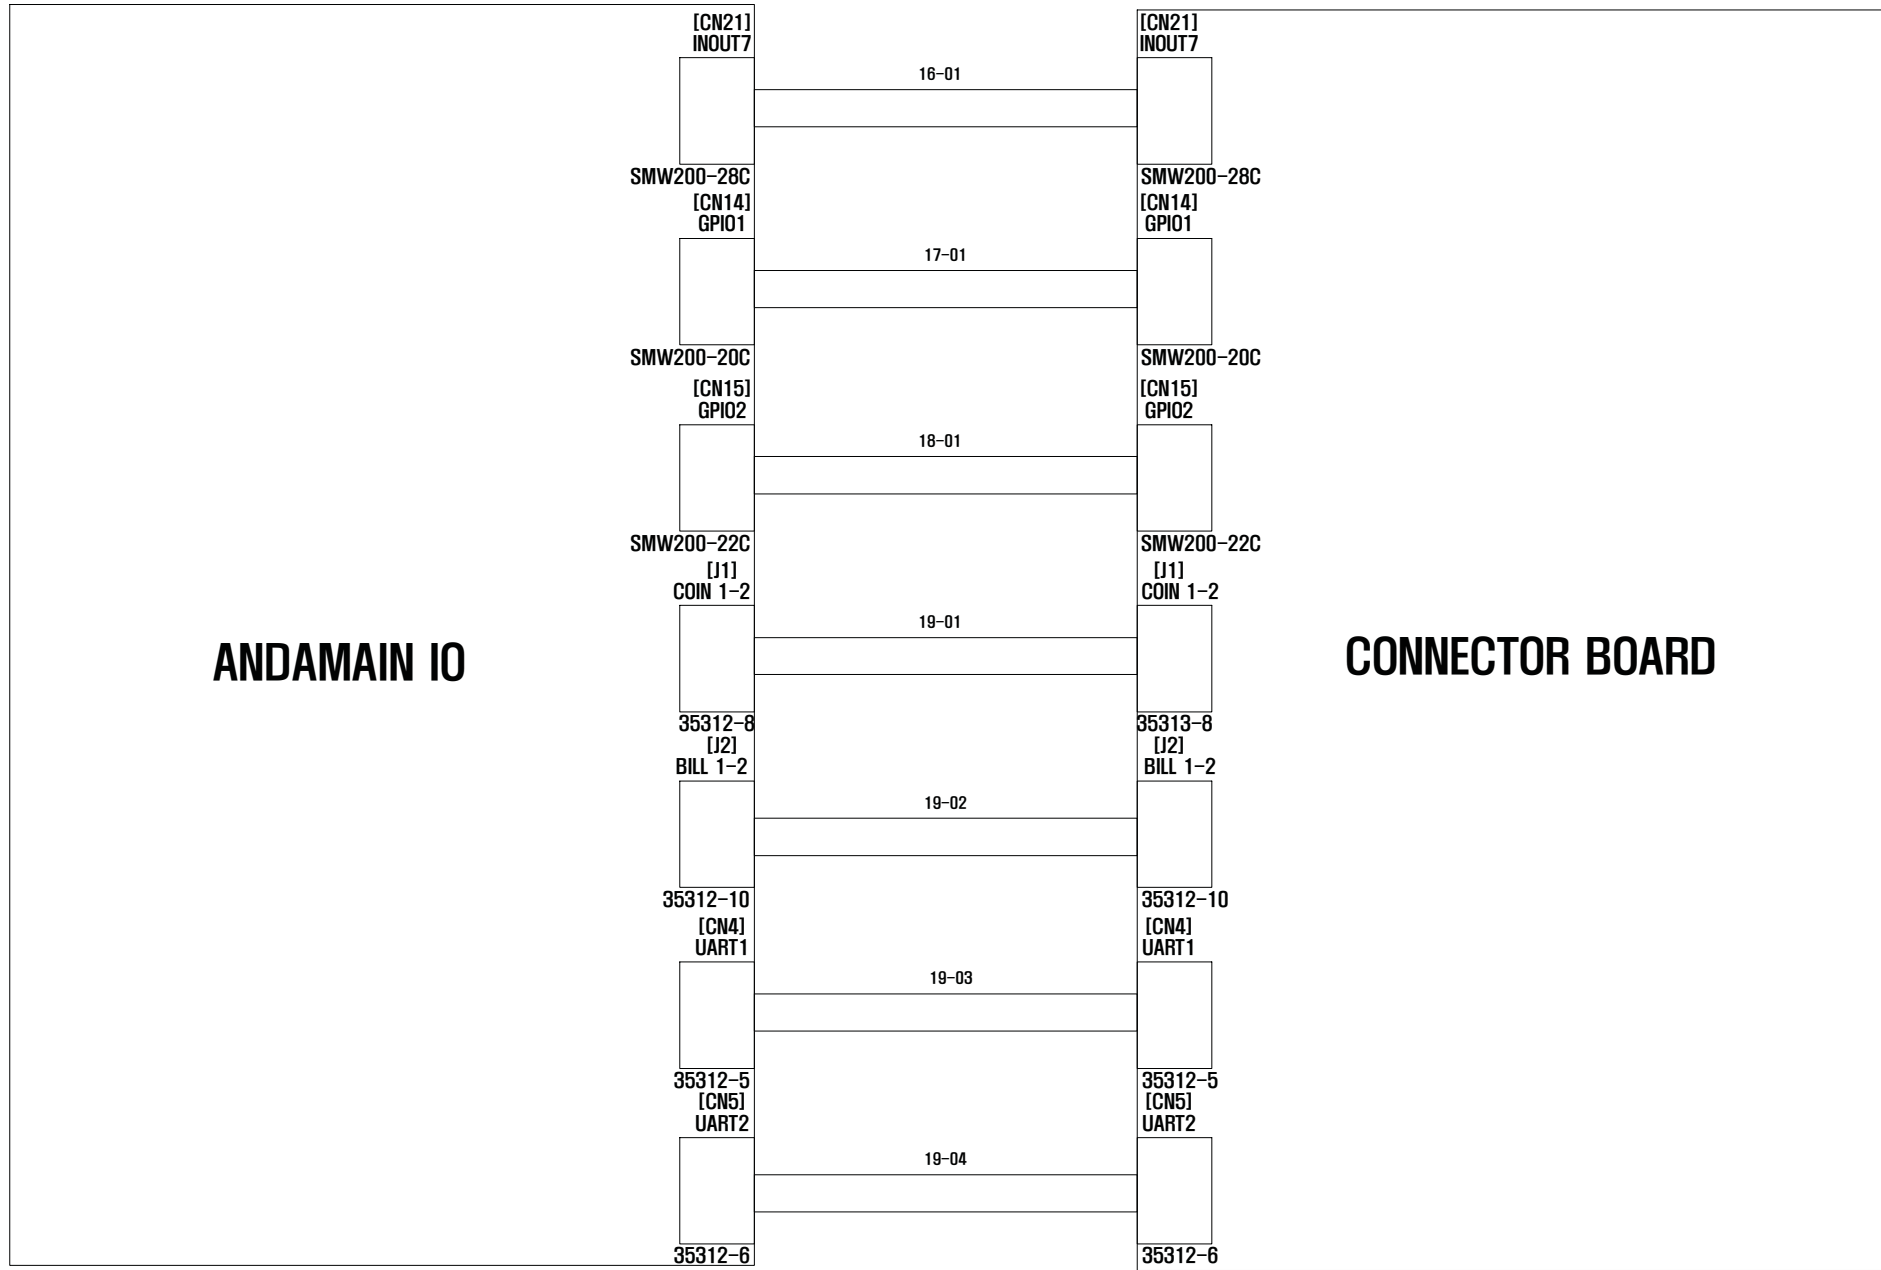 [CN21]
INOUT7
[CN21]
INOUT7
16-01
SMW200-28C
SMW200-28C
[CN14]
GPIO1
[CN14]
GPIO1
17-01
SMW200-20C
SMW200-20C
[CN15]
GPIO2
[CN15]
GPIO2
18-01
SMW200-22C
SMW200-22C
[J1]
COIN 1-2
[J1]
COIN 1-2
19-01
ANDAMAIN IO
CONNECTOR BOARD
35312-8
35313-8
[J2]
BILL 1-2
[J2]
BILL 1-2
19-02
35312-10
35312-10
[CN4]
UART1
[CN4]
UART1
19-03
35312-5
35312-5
[CN5]
UART2
[CN5]
UART2
19-04
35312-6
35312-6